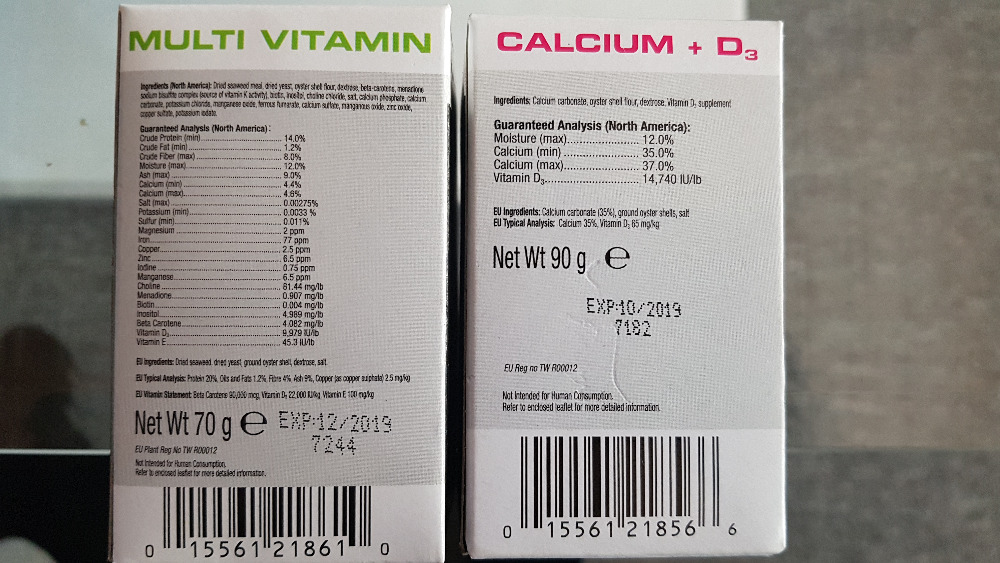 MULTI VITAMIN
Ingredients (North America): Dried seaweed meal, dried yeast, oyster shell flour, dextrose, beta-carotene, menadione
sodium bisulfite complex (source of vitamin K activity), biotin, inositol, choline chloride, salt, calcium phosphate, calcium
carbonate, potassium chloride, manganese oxide, ferrous fumarate, calcium sulfate, manganous oxide, zinc oxide,
copper sulfate, potassium iodate.
Guaranteed Analysis (North America):
Crude Protein (min) 14.0%
Crude Fat (min) 1.2%
Crude Fiber (max) 8.0%
Moisture (max) 12.0%
Ash (max) 9.0%
Calcium (min) 4.4%
Calcium (max) 4.6%
Salt (max) 0.00275%
Potassium (min) 0.0033 %
Sulfur (min) 0.011%
Magnesium 2 ppm
Iron 77 ppm
Copper 2.5 ppm
Zinc 6.5 ppm
Iodine 0.75 ppm
Manganese 6.5 ppm
Choline 81.44 mg/lb
Menadione 0.907 mg/lb
Biotin 0.004 mg/lb
Inositol 4.989 mg/lb
Beta Carotene 4.082 mg/lb
Vitamin D₃ 9,979 IU/lb
Vitamin E 45.3 IU/lb
EU Ingredients: Dried seaweed, dried yeast, ground oyster shell, dextrose, salt
EU Typical Analysis: Protein 20%, Oils and Fats 1.2%, Fibre 4%, Ash 9%, Copper (as copper sulphate) 2.5 mg/kg
EU Vitamin Statement: Beta Carotene 90,000 mcg, Vitamin D₃ 22,000 IU/kg, Vitamin E 100 mg/kg
Net Wt 70 g ℮ EXP:12/2019
7244
EU Plant Reg No TW R00012
Not Intended for Human Consumption.
Refer to enclosed leaflet for more detailed information.
0 15561 21861 0
CALCIUM + D₃
Ingredients: Calcium carbonate, oyster shell flour, dextrose, Vitamin D₃ supplement
Guaranteed Analysis (North America):
Moisture (max) 12.0%
Calcium (min) 35.0%
Calcium (max) 37.0%
Vitamin D₃ 14,740 IU/lb
EU Ingredients: Calcium carbonate (35%), ground oyster shells, salt
EU Typical Analysis: Calcium 35%, Vitamin D₃ 65 mg/kg
Net Wt 90 g ℮
EXP:10/2019
7182
EU Reg no TW R00012
Not Intended for Human Consumption.
Refer to enclosed leaflet for more detailed information.
0 15561 21856 6